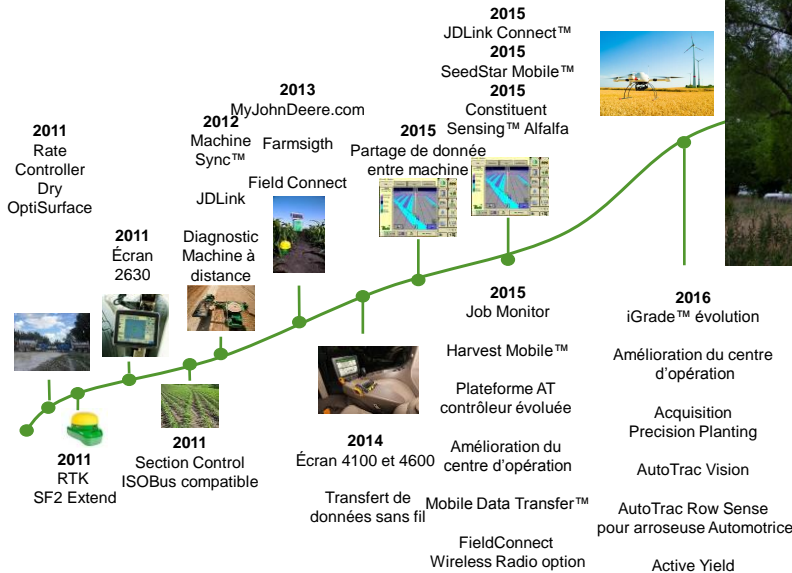 2011
Rate
Controller
Dry
OptiSurface
2011
RTK
SF2 Extend
2011
Écran
2630
2011
Section Control
ISOBus compatible
2012
Machine
Sync™
JDLink
Diagnostic
Machine à
distance
2013
MyJohnDeere.com
Farmsigth
Field Connect
2014
Écran 4100 et 4600
Transfert de
données sans fil
2015
Partage de donnée
entre machine
2015
JDLink Connect™
2015
SeedStar Mobile™
2015
Constituent
Sensing™ Alfalfa
2015
Job Monitor
Harvest Mobile™
Plateforme AT
contrôleur évoluée
Amélioration du
centre d'opération
Mobile Data Transfer™
FieldConnect
Wireless Radio option
2016
iGrade™ évolution
Amélioration du centre
d'opération
Acquisition
Precision Planting
AutoTrac Vision
AutoTrac Row Sense
pour arroseuse Automotrice
Active Yield